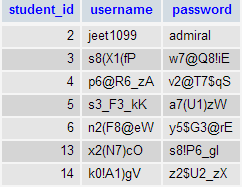 student_id username password
2 jeet1099 admiral
3 s8(X1(fP w7@Q8!iE
4 p6@R6_zA v2@T7$qS
5 s3_F3_kK a7(U1)zW
6 n2(F8@eW y5$G3@rE
13 x2(N7)cO s8!P6_gI
14 k0!A1)gV z2$U2_zX